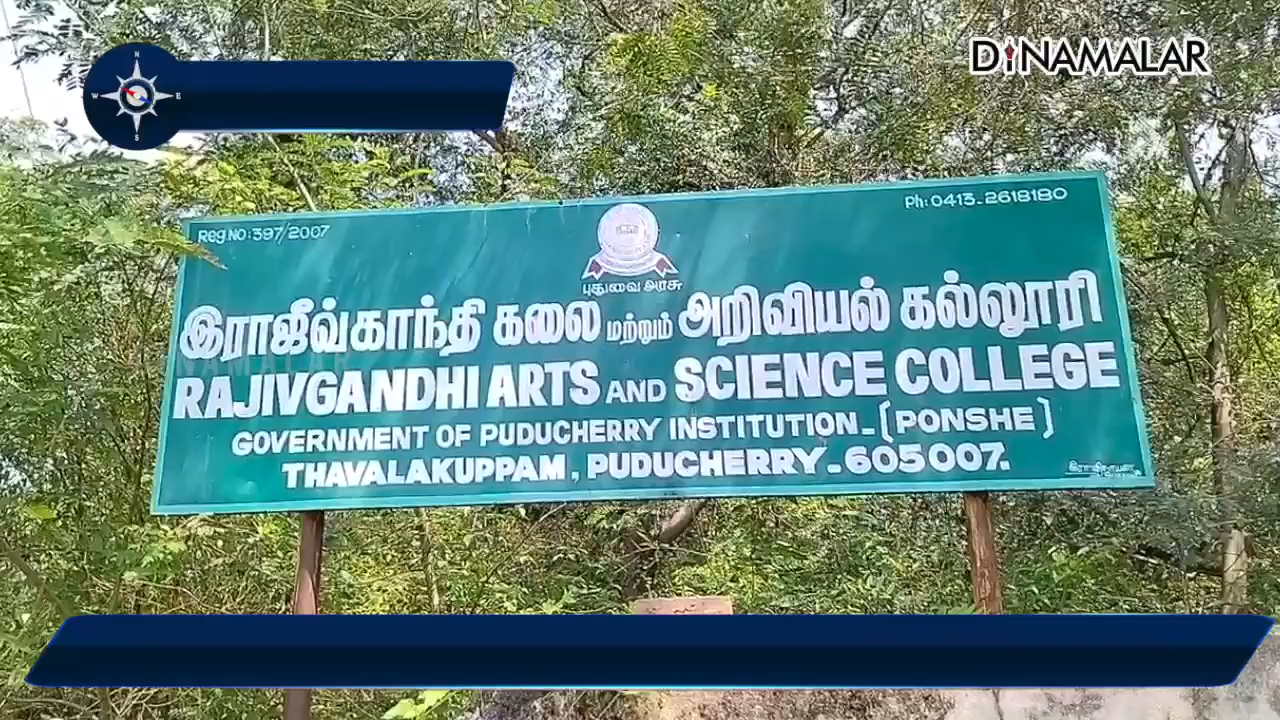 DINAMALAR
N
W E
S
Reg.NO:397/2007
Ph:0413-2618180
புதுவை அரசு
இராஜீவ்காந்தி கலை மற்றும் அறிவியல் கல்லூரி
RAJIVGANDHI ARTS AND SCIENCE COLLEGE
GOVERNMENT OF PUDUCHERRY INSTITUTION-(PONSHE)
THAVALAKUPPAM, PUDUCHERRY-605007.